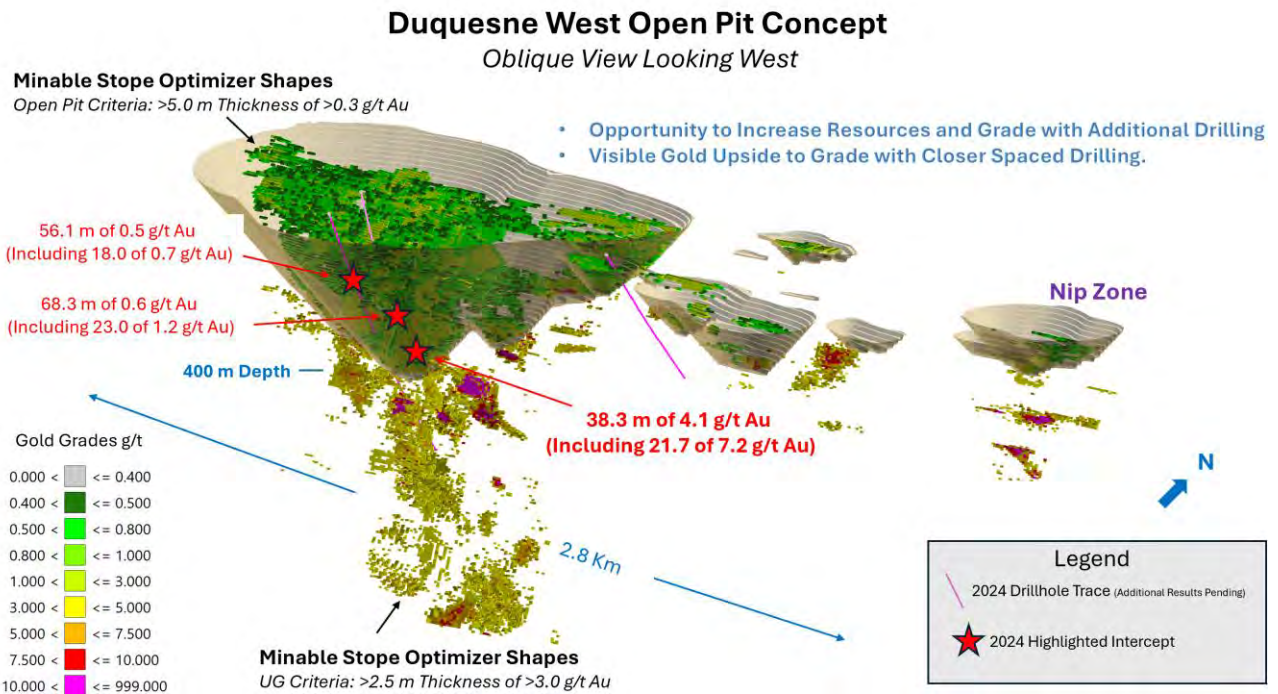 Duquesne West Open Pit Concept
Oblique View Looking West
Minable Stope Optimizer Shapes
Open Pit Criteria: >5.0 m Thickness of >0.3 g/t Au
• Opportunity to Increase Resources and Grade with Additional Drilling
• Visible Gold Upside to Grade with Closer Spaced Drilling.
56.1 m of 0.5 g/t Au
(Including 18.0 of 0.7 g/t Au)
68.3 m of 0.6 g/t Au
(Including 23.0 of 1.2 g/t Au)
400 m Depth
Nip Zone
38.3 m of 4.1 g/t Au
(Including 21.7 of 7.2 g/t Au)
Gold Grades g/t
0.000 < <= 0.400
0.400 < <= 0.500
0.500 < <= 0.800
0.800 < <= 1.000
1.000 < <= 3.000
3.000 < <= 5.000
5.000 < <= 7.500
7.500 < <= 10.000
10.000 < <= 999.000
N
2.8 Km
Legend
2024 Drillhole Trace (Additional Results Pending)
2024 Highlighted Intercept
Minable Stope Optimizer Shapes
UG Criteria: >2.5 m Thickness of >3.0 g/t Au